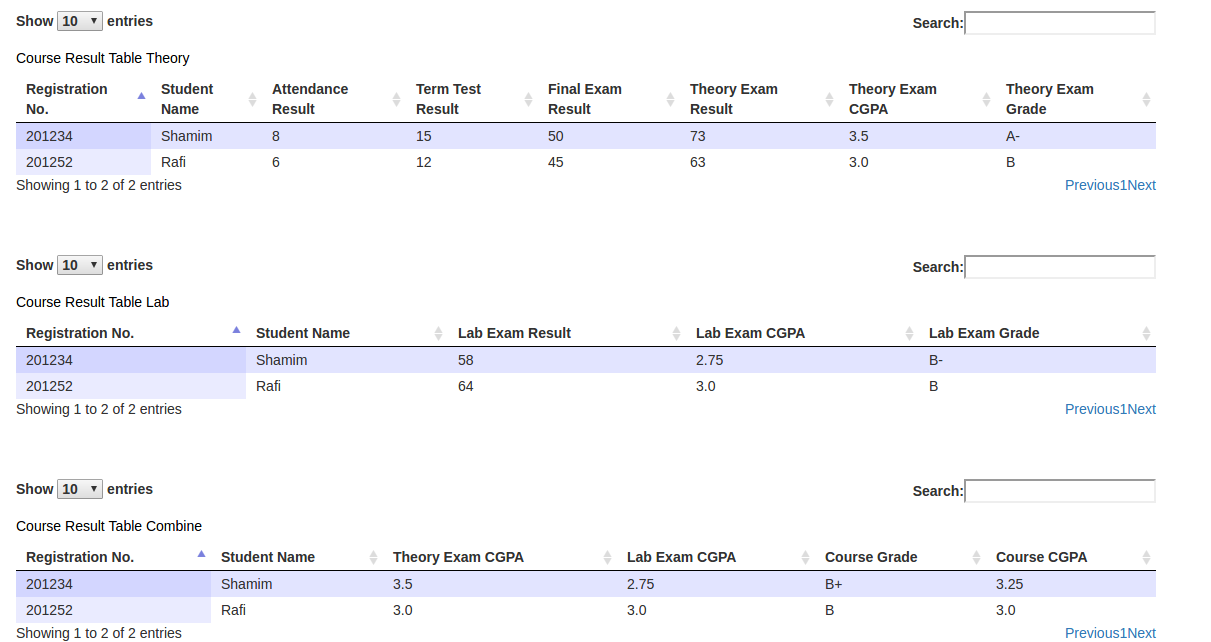 Show 10 entries Search:
Course Result Table Theory
Registration No. Student Name Attendance Result Term Test Result Final Exam Result Theory Exam Result Theory Exam CGPA Theory Exam Grade
201234 Shamim 8 15 50 73 3.5 A-
201252 Rafi 6 12 45 63 3.0 B
Showing 1 to 2 of 2 entries Previous1Next
Show 10 entries Search:
Course Result Table Lab
Registration No. Student Name Lab Exam Result Lab Exam CGPA Lab Exam Grade
201234 Shamim 58 2.75 B-
201252 Rafi 64 3.0 B
Showing 1 to 2 of 2 entries Previous1Next
Show 10 entries Search:
Course Result Table Combine
Registration No. Student Name Theory Exam CGPA Lab Exam CGPA Course Grade Course CGPA
201234 Shamim 3.5 2.75 B+ 3.25
201252 Rafi 3.0 3.0 B 3.0
Showing 1 to 2 of 2 entries Previous1Next